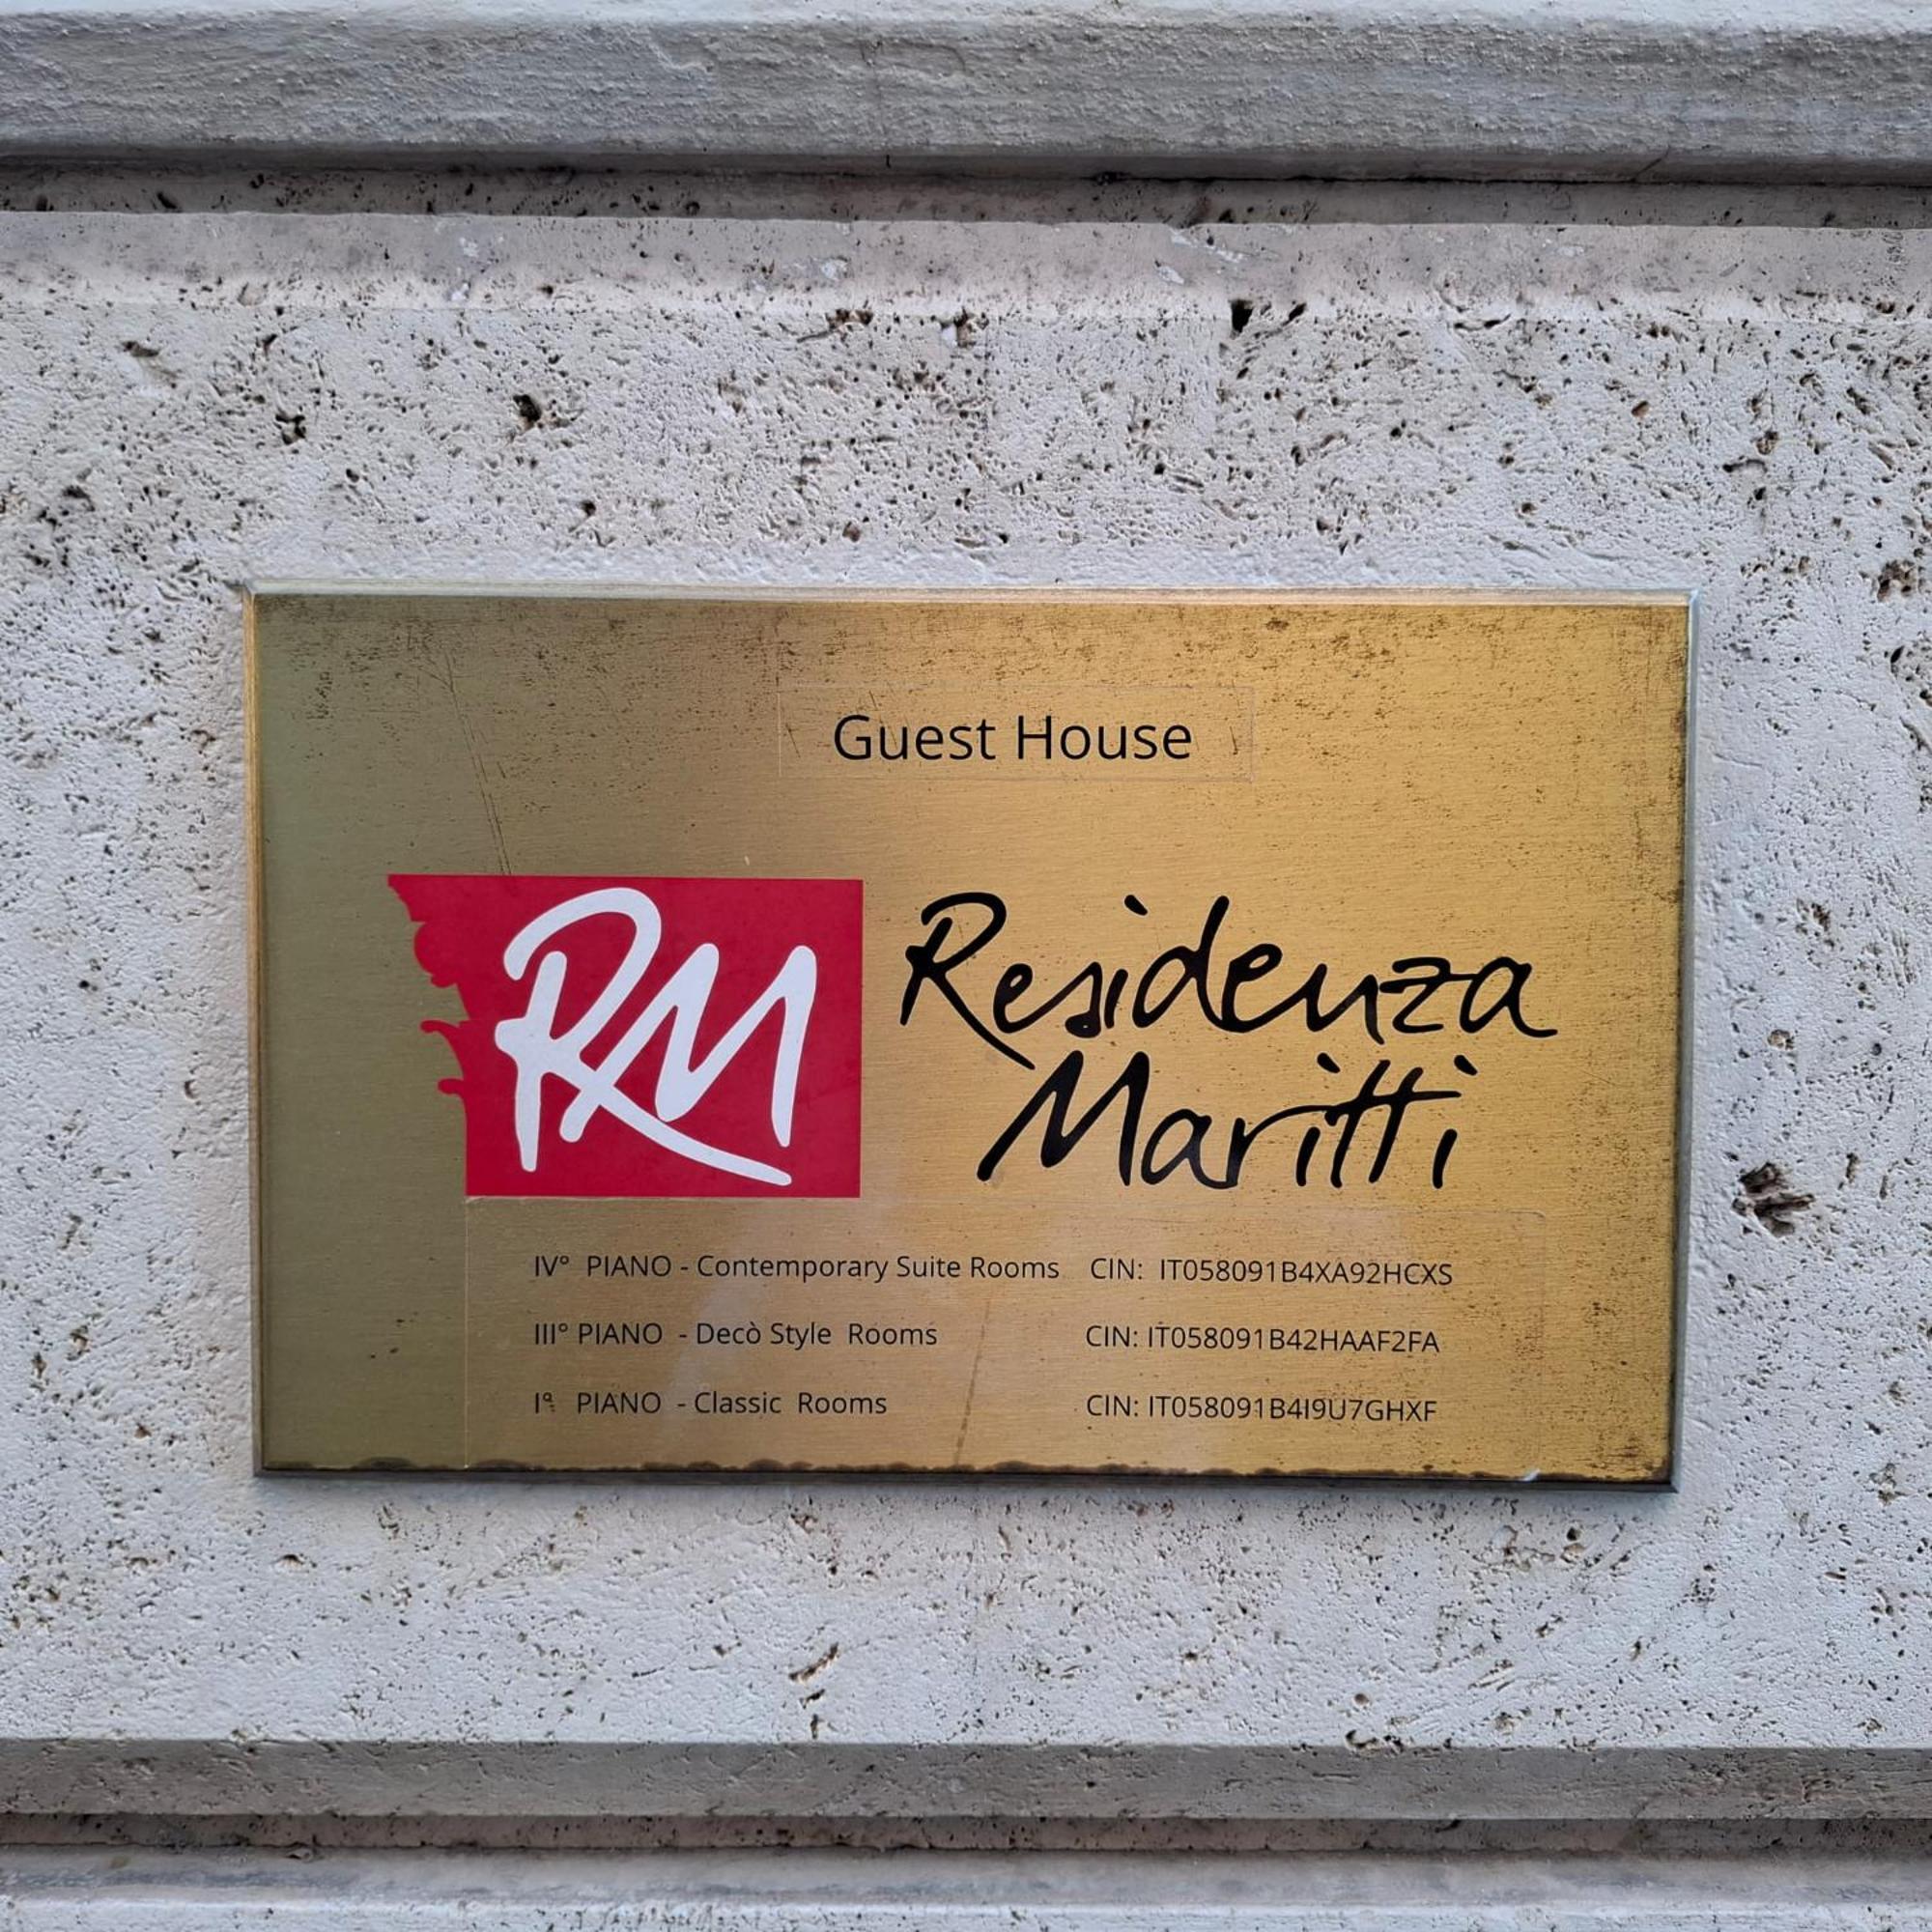 Guest House
RM
Residenza
Maritti
IV° PIANO - Contemporary Suite Rooms CIN: IT058091B4XA92HCXS
III° PIANO - Decò Style Rooms CIN: IT058091B42HAAF2FA
I° PIANO - Classic Rooms CIN: IT058091B4I9U7GHXF